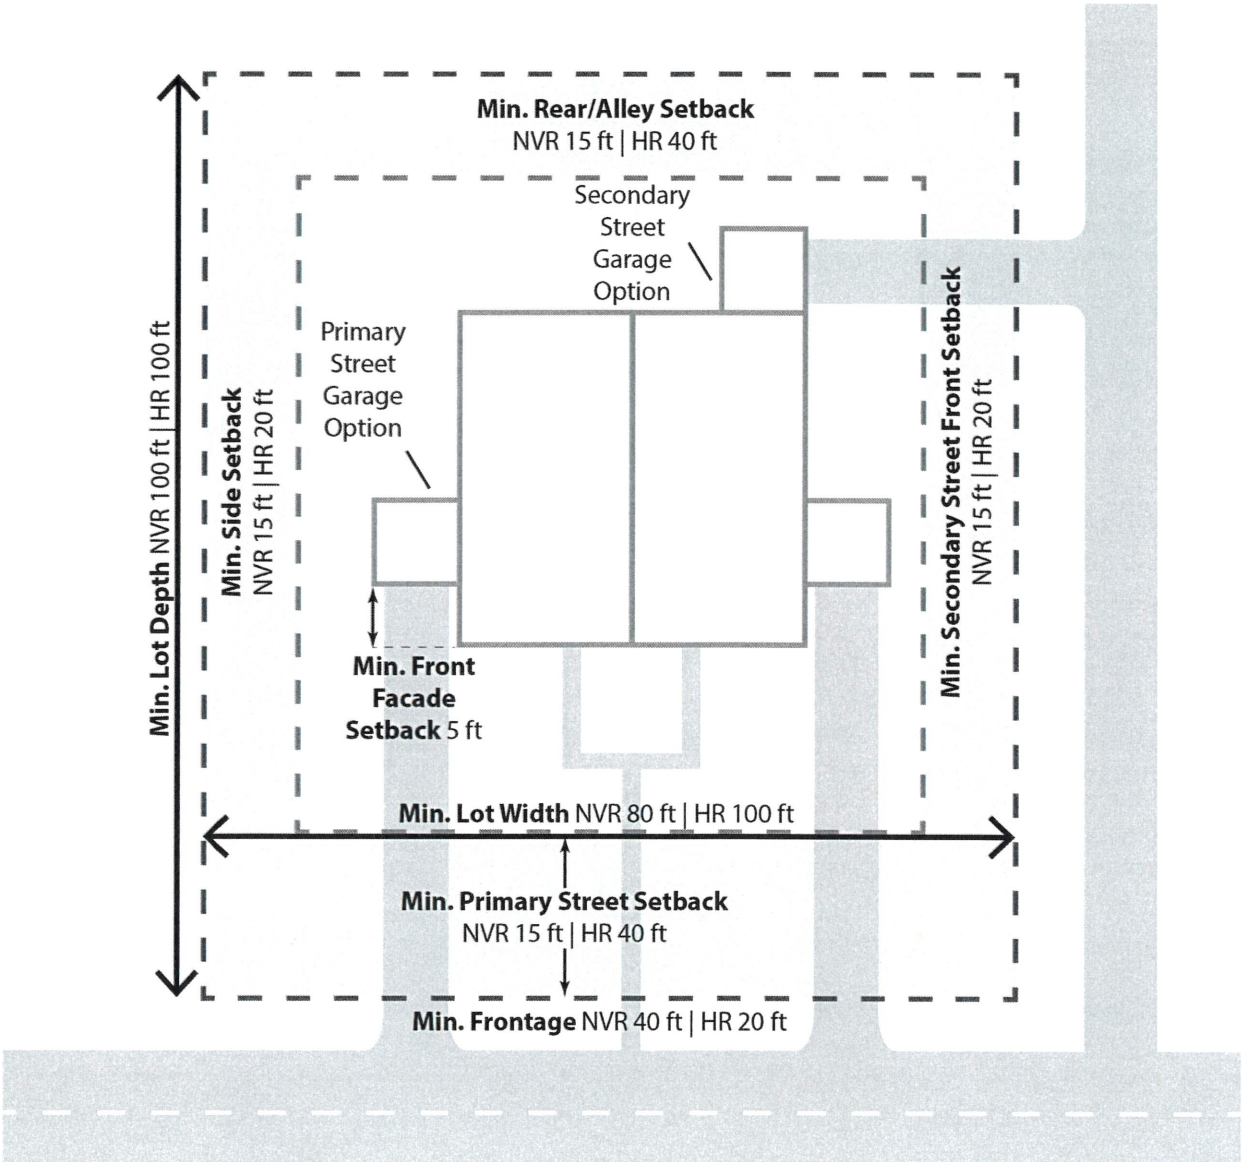 Min. Rear/Alley Setback
NVR 15 ft | HR 40 ft
Secondary
Street
Garage
Option
Primary
Street
Garage
Option
Min. Lot Depth NVR 100 ft | HR 100 ft
Min. Side Setback
NVR 15 ft | HR 20 ft
Min. Secondary Street Front Setback
NVR 15 ft | HR 20 ft
Min. Front
Facade
Setback 5 ft
Min. Lot Width NVR 80 ft | HR 100 ft
Min. Primary Street Setback
NVR 15 ft | HR 40 ft
Min. Frontage NVR 40 ft | HR 20 ft